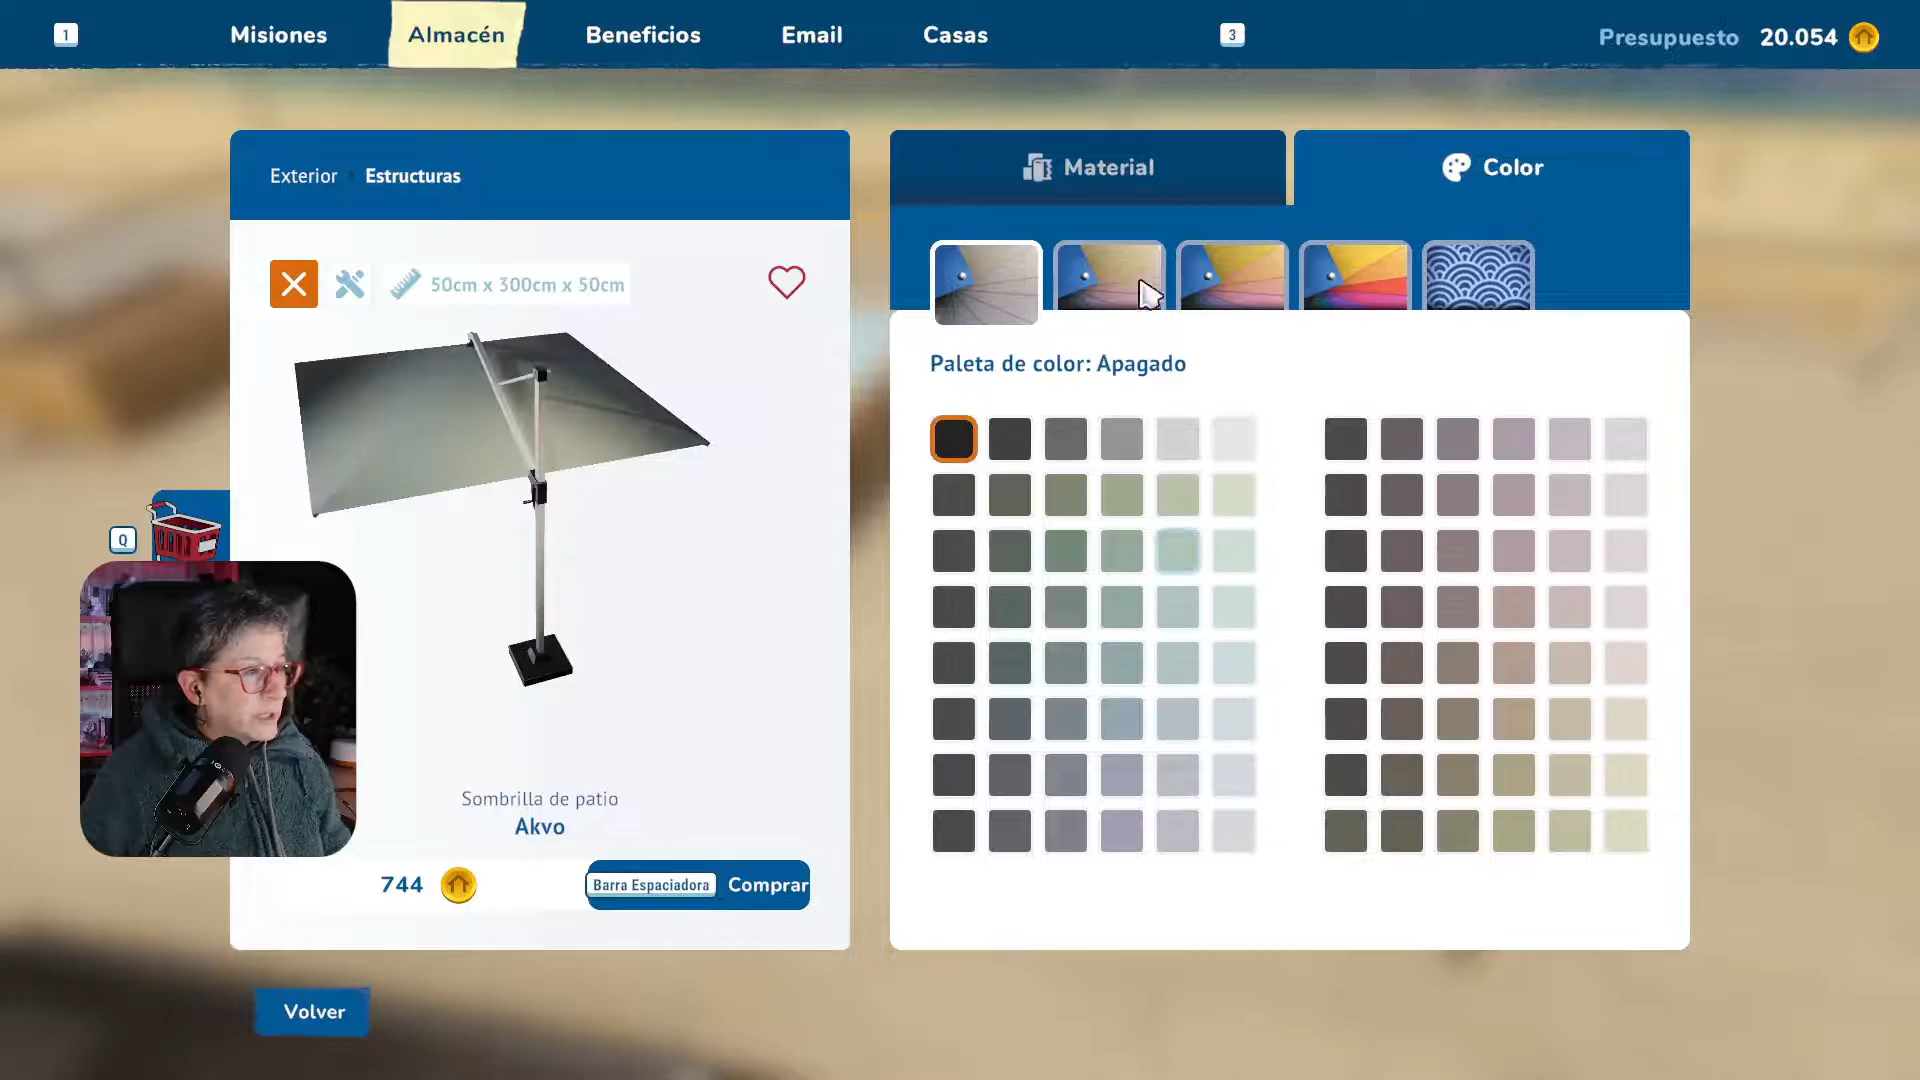 1
Misiones
Almacén
Beneficios
Email
Casas
3
Presupuesto 20.054
Exterior Estructuras
50cm x 300cm x 50cm
Material
Color
Paleta de color: Apagado
Q
Sombrilla de patio
Akvo
744
Barra Espaciadora Comprar
Volver